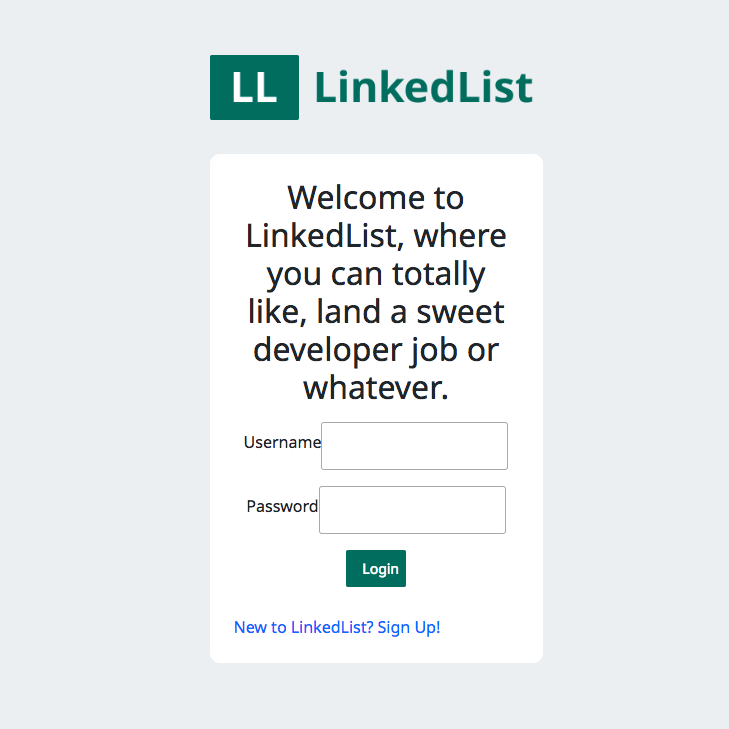 LL LinkedList
Welcome to
LinkedList, where
you can totally
like, land a sweet
developer job or
whatever.
Username
Password
Login
New to LinkedList? Sign Up!